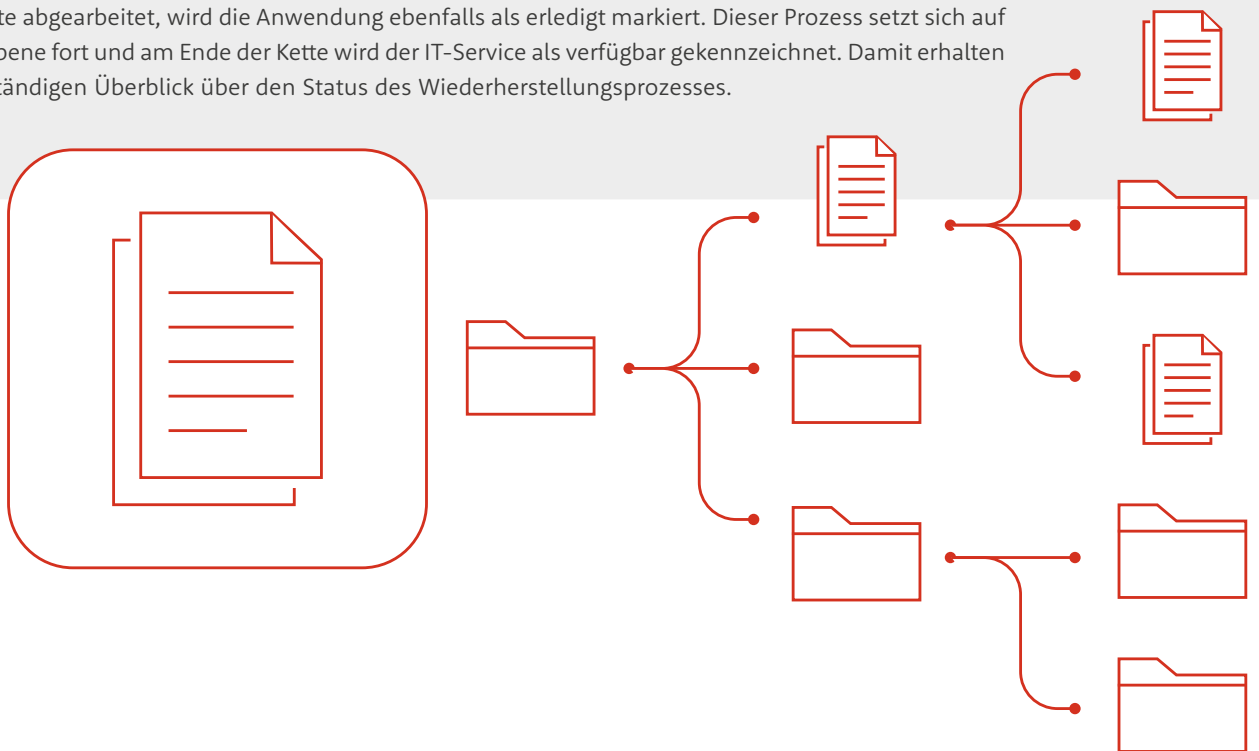 te abgearbeitet, wird die Anwendung ebenfalls als erledigt markiert. Dieser Prozess setzt sich auf
bene fort und am Ende der Kette wird der IT-Service als verfügbar gekennzeichnet. Damit erhalten
tändigen Überblick über den Status des Wiederherstellungsprozesses.